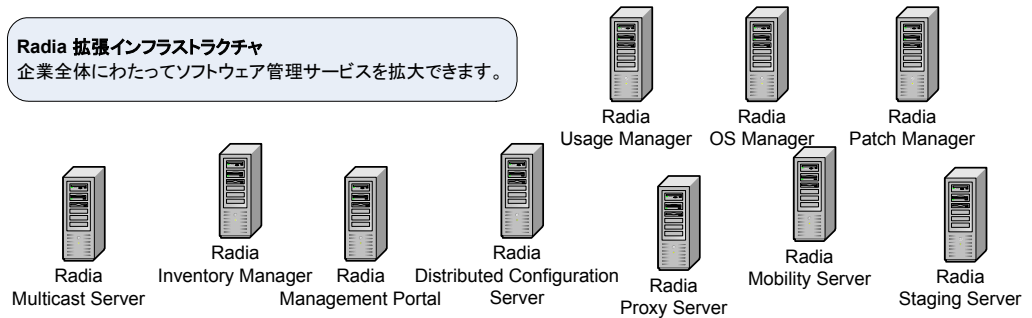 Radia 拡張インフラストラクチャ
企業全体にわたってソフトウェア管理サービスを拡大できます。
Radia
Usage Manager
Radia
OS Manager
Radia
Patch Manager
Radia
Multicast Server
Radia
Inventory Manager
Radia
Management Portal
Radia
Distributed Configuration
Server
Radia
Proxy Server
Radia
Mobility Server
Radia
Staging Server